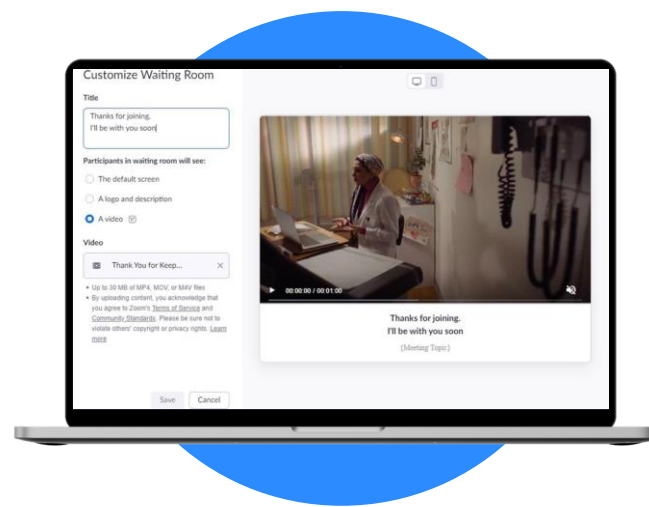 Customize Waiting Room
Title
Thanks for joining.
I'll be with you soon
Participants in waiting room will see:
The default screen
A logo and description
A video
Video
Thank You for Keep...
Up to 30 MB of MP4, MOV, or M4V files
By uploading content, you acknowledge that
you agree to Zoom's Terms of Service and
Community Standards. Please be sure not to
violate others' copyright or privacy rights. Learn
more
Save Cancel
00:00:00 / 00:01:00
Thanks for joining.
I'll be with you soon
(Meeting Topic)